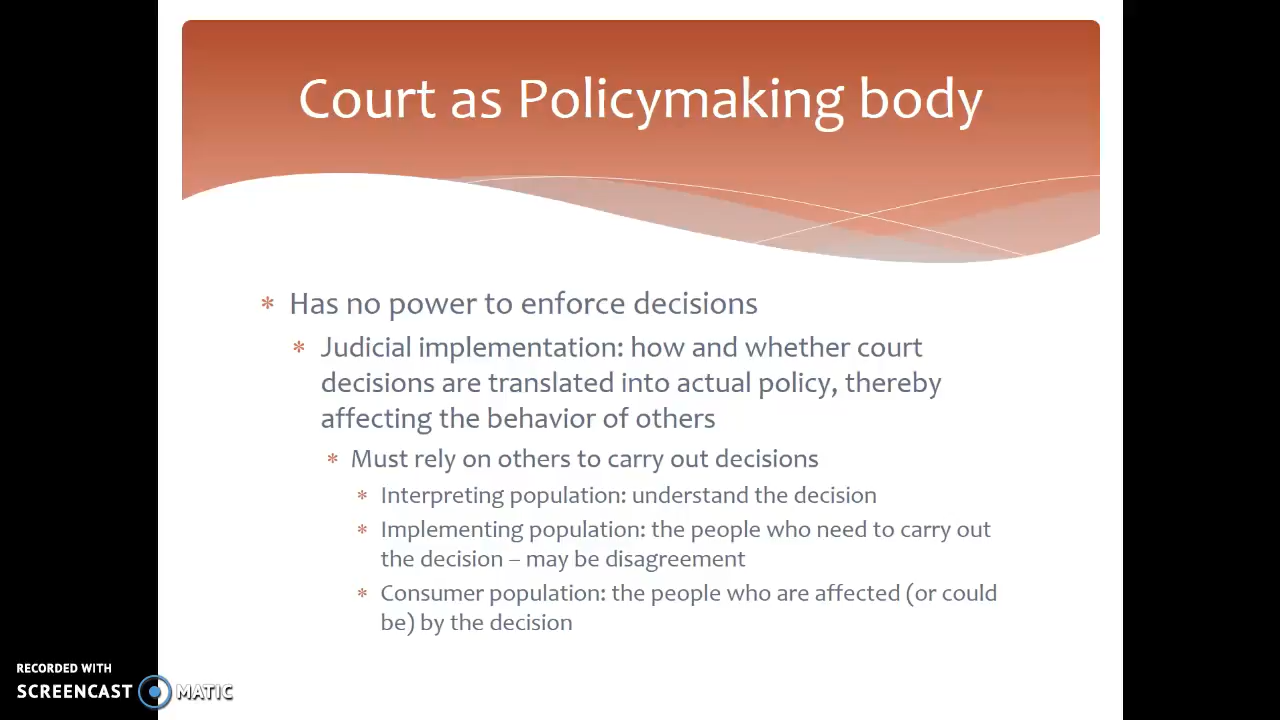 Court as Policymaking body
* Has no power to enforce decisions
* Judicial implementation: how and whether court
decisions are translated into actual policy, thereby
affecting the behavior of others
* Must rely on others to carry out decisions
* Interpreting population: understand the decision
* Implementing population: the people who need to carry out
the decision – may be disagreement
* Consumer population: the people who are affected (or could
be) by the decision
RECORDED WITH
SCREENCAST MATIC